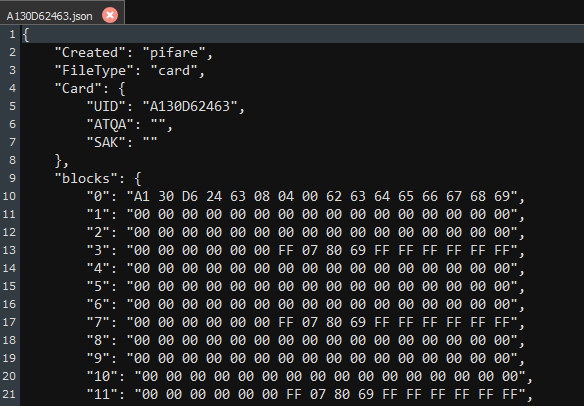 A130D62463.json
1 {
2 "Created": "pifare",
3 "FileType": "card",
4 "Card": {
5 "UID": "A130D62463",
6 "ATQA": "",
7 "SAK": ""
8 },
9 "blocks": {
10 "0": "A1 30 D6 24 63 08 04 00 62 63 64 65 66 67 68 69",
11 "1": "00 00 00 00 00 00 00 00 00 00 00 00 00 00 00 00",
12 "2": "00 00 00 00 00 00 00 00 00 00 00 00 00 00 00 00",
13 "3": "00 00 00 00 00 00 FF 07 80 69 FF FF FF FF FF FF",
14 "4": "00 00 00 00 00 00 00 00 00 00 00 00 00 00 00 00",
15 "5": "00 00 00 00 00 00 00 00 00 00 00 00 00 00 00 00",
16 "6": "00 00 00 00 00 00 00 00 00 00 00 00 00 00 00 00",
17 "7": "00 00 00 00 00 00 FF 07 80 69 FF FF FF FF FF FF",
18 "8": "00 00 00 00 00 00 00 00 00 00 00 00 00 00 00 00",
19 "9": "00 00 00 00 00 00 00 00 00 00 00 00 00 00 00 00",
20 "10": "00 00 00 00 00 00 00 00 00 00 00 00 00 00 00 00",
21 "11": "00 00 00 00 00 00 FF 07 80 69 FF FF FF FF FF FF",